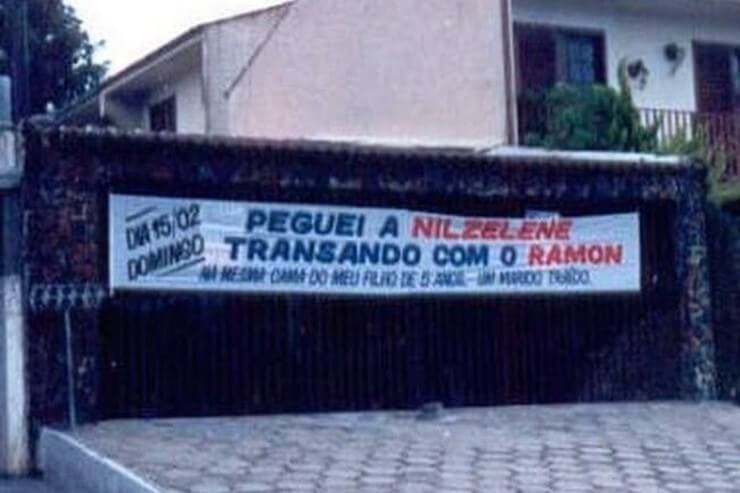 DIA 15/02
DOMINGO
PEGUEI A NILZELENE
TRANSANDO COM O RAMON
NA MESMA CAMA DO MEU FILHO DE 5 ANOS - UM MARIDO TRAÍDO.